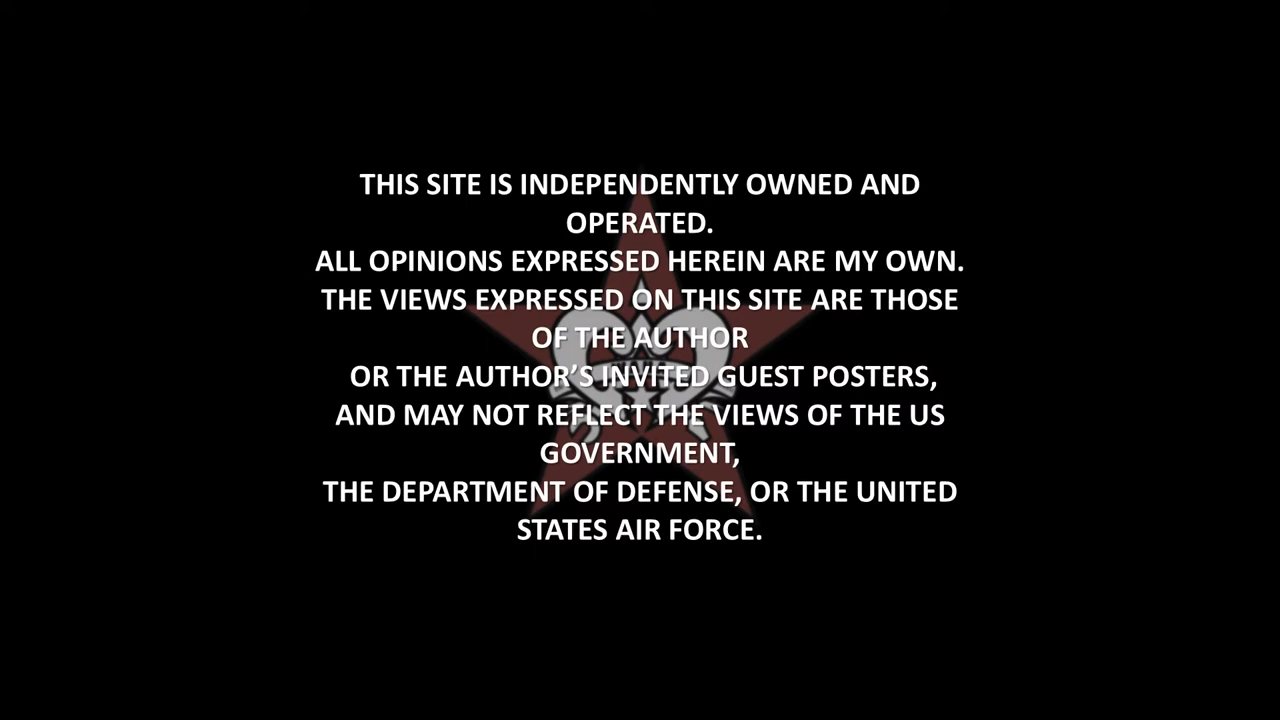 THIS SITE IS INDEPENDENTLY OWNED AND
OPERATED.
ALL OPINIONS EXPRESSED HEREIN ARE MY OWN.
THE VIEWS EXPRESSED ON THIS SITE ARE THOSE
OF THE AUTHOR
OR THE AUTHOR’S INVITED GUEST POSTERS,
AND MAY NOT REFLECT THE VIEWS OF THE US
GOVERNMENT,
THE DEPARTMENT OF DEFENSE, OR THE UNITED
STATES AIR FORCE.